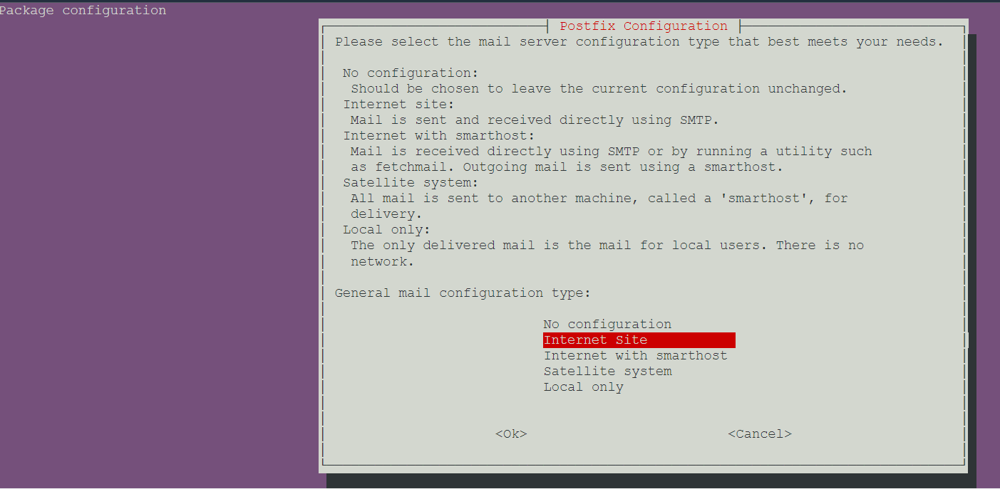 Package configuration
Postfix Configuration
Please select the mail server configuration type that best meets your needs.
No configuration:
Should be chosen to leave the current configuration unchanged.
Internet site:
Mail is sent and received directly using SMTP.
Internet with smarthost:
Mail is received directly using SMTP or by running a utility such
as fetchmail. Outgoing mail is sent using a smarthost.
Satellite system:
All mail is sent to another machine, called a 'smarthost', for
delivery.
Local only:
The only delivered mail is the mail for local users. There is no
network.
General mail configuration type:
No configuration
Internet Site
Internet with smarthost
Satellite system
Local only
<Ok> <Cancel>